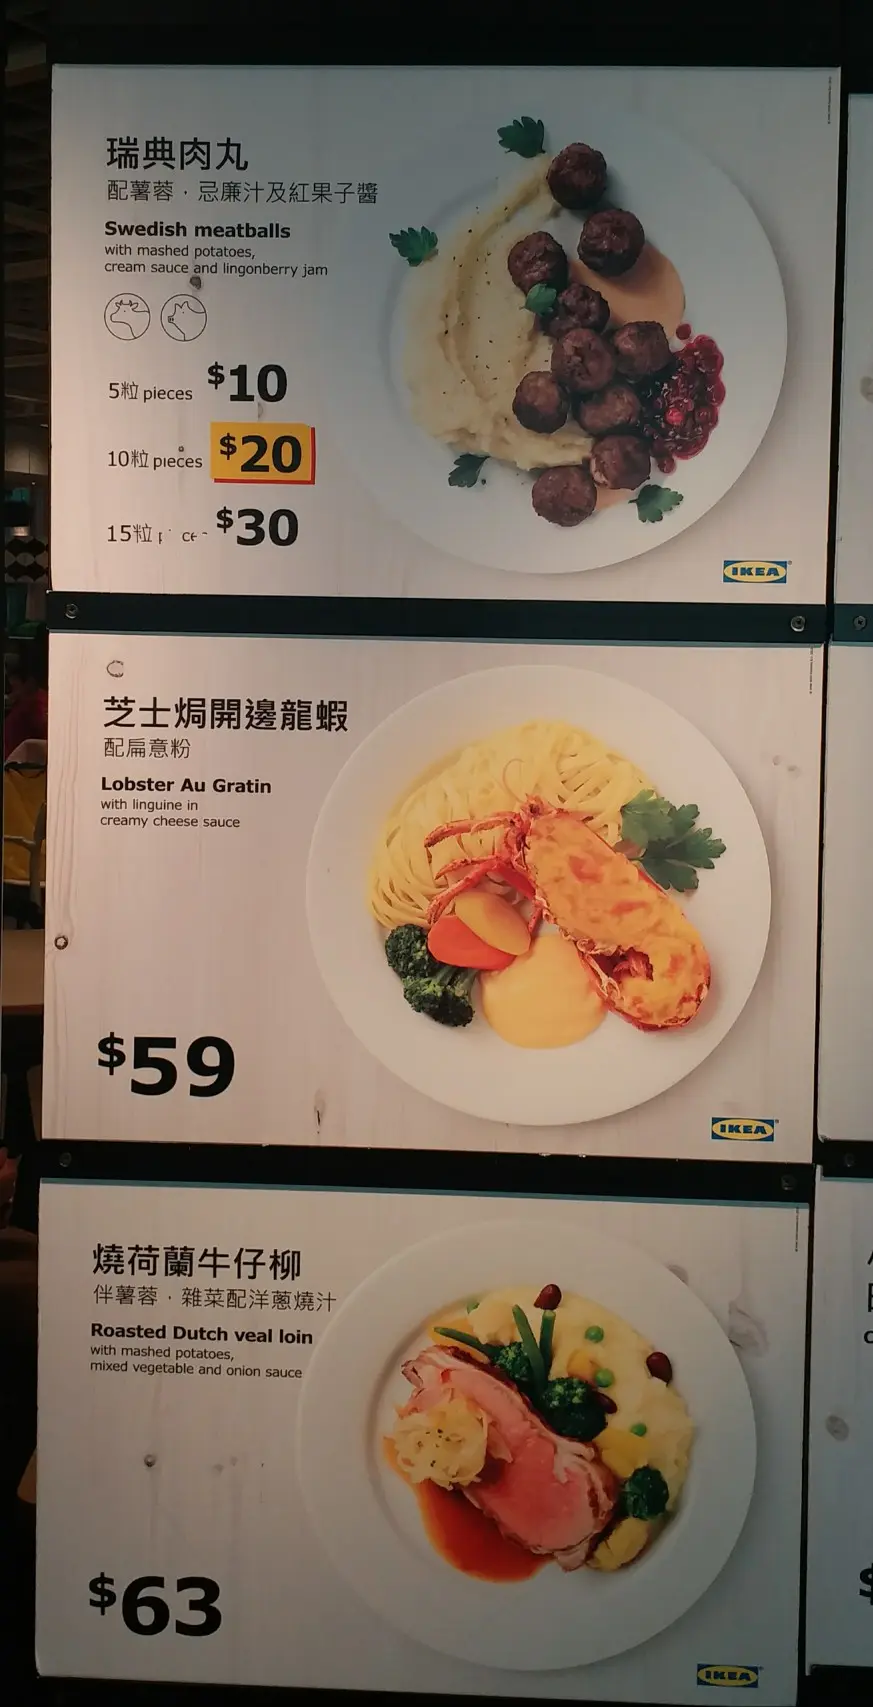 瑞典肉丸
配薯蓉，忌廉汁及紅果子醬
Swedish meatballs
with mashed potatoes,
cream sauce and lingonberry jam
5粒 pieces $10
10粒 pieces $20
15粒 $30
IKEA
芝士焗開邊龍蝦
配扁意粉
Lobster Au Gratin
with linguine in
creamy cheese sauce
$59
IKEA
燒荷蘭牛仔柳
伴薯蓉，雜菜配洋蔥燒汁
Roasted Dutch veal loin
with mashed potatoes,
mixed vegetable and onion sauce
$63
IKEA
$